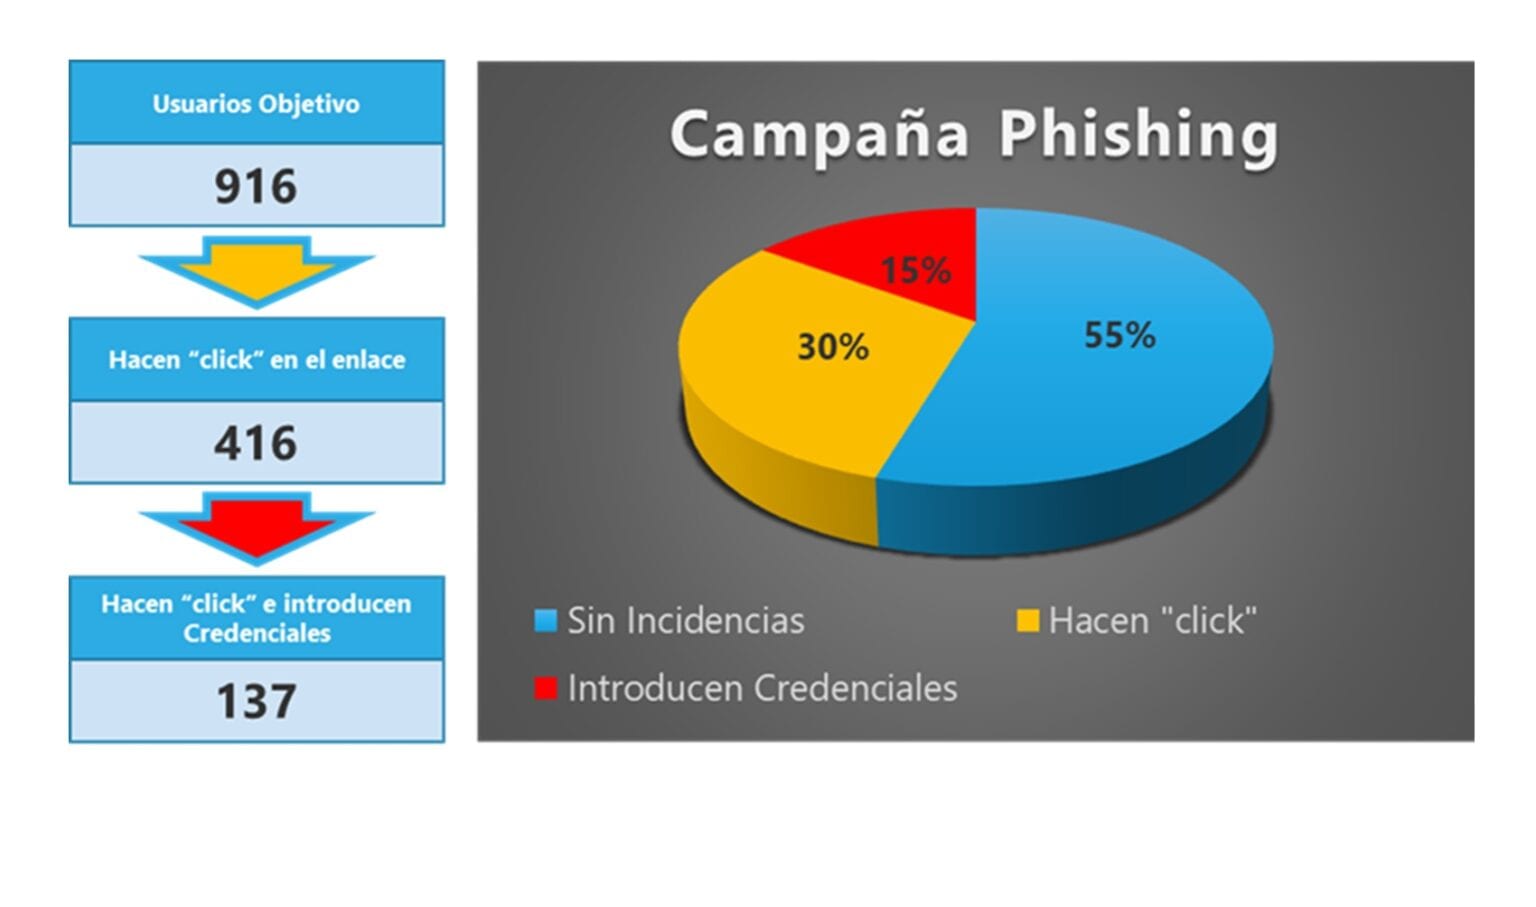 Usuarios Objetivo
916
Hacen “click” en el enlace
416
Hacen “click” e introducen
Credenciales
137
Campaña Phishing
15%
30%
55%
Sin Incidencias
Hacen "click"
Introducen Credenciales